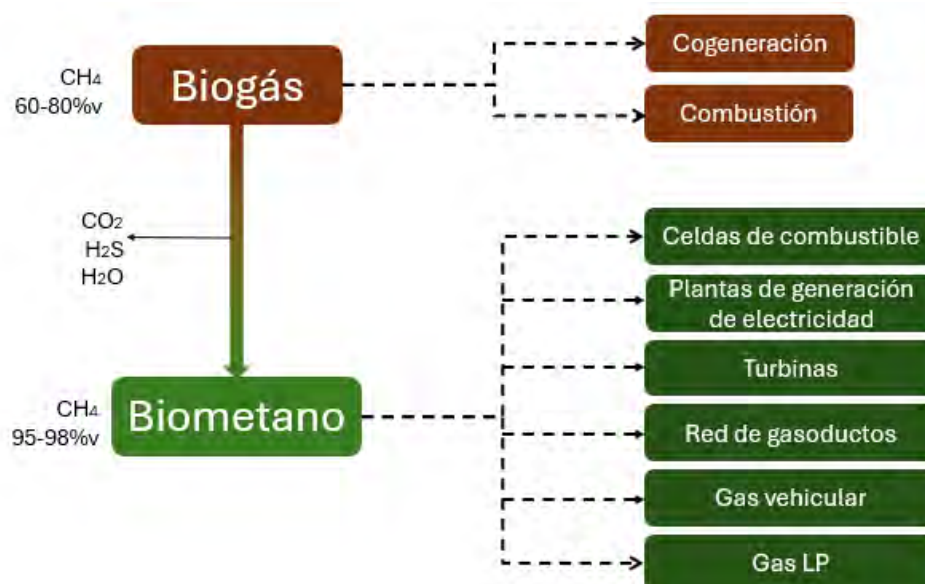 CH₄
60-80%v
Biogás
Cogeneración
Combustión
CO₂
H₂S
H₂O
CH₄
95-98%v
Biometano
Celdas de combustible
Plantas de generación
de electricidad
Turbinas
Red de gasoductos
Gas vehicular
Gas LP